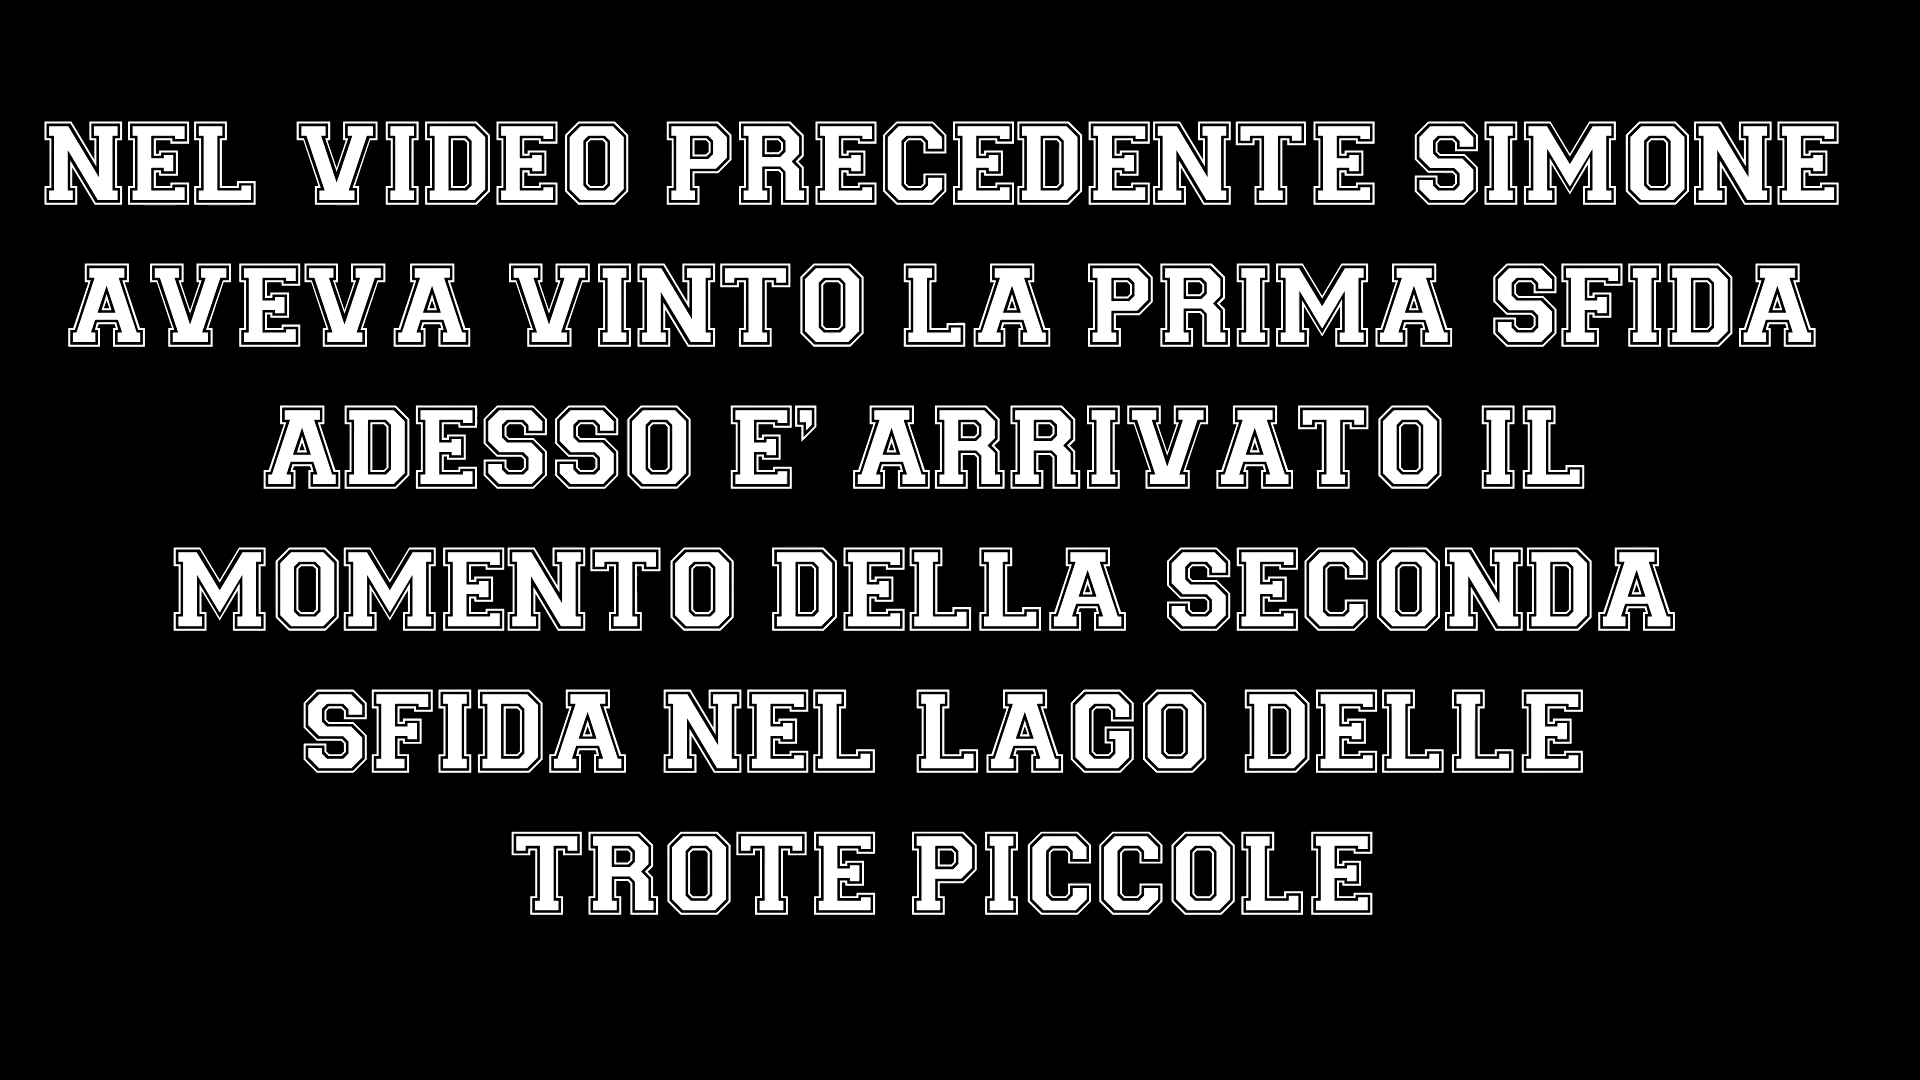 NEL VIDEO PRECEDENTE SIMONE
AVEVA VINTO LA PRIMA SFIDA
ADESSO E' ARRIVATO IL
MOMENTO DELLA SECONDA
SFIDA NEL LAGO DELLE
TROTE PICCOLE